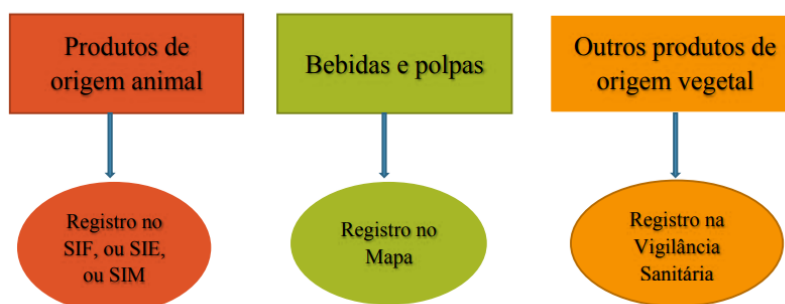 Produtos de
origem animal
Bebidas e polpas
Outros produtos de
origem vegetal
Registro no
SIF, ou SIE,
ou SIM
Registro no
Mapa
Registro na
Vigilância
Sanitária